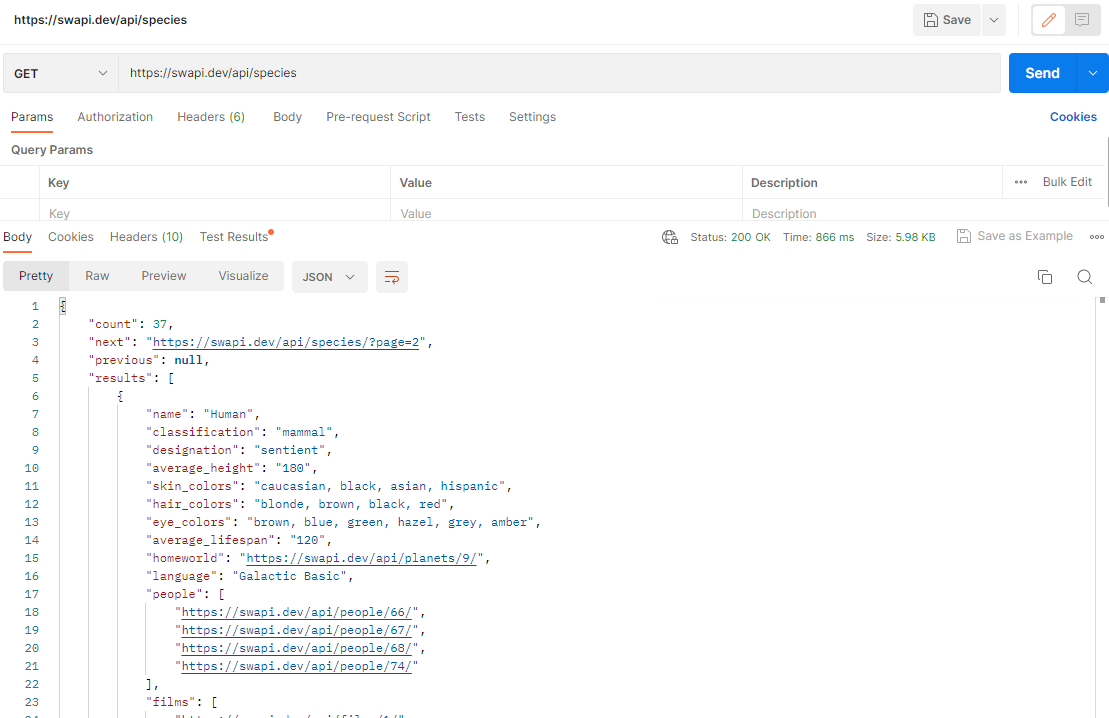 https://swapi.dev/api/species Save
GET https://swapi.dev/api/species Send
Params Authorization Headers (6) Body Pre-request Script Tests Settings Cookies
Query Params
Key Value Description ••• Bulk Edit
Key Value Description
Body Cookies Headers (10) Test Results Status: 200 OK Time: 866 ms Size: 5.98 KB Save as Example
Pretty Raw Preview Visualize JSON
1 {
2 "count": 37,
3 "next": "https://swapi.dev/api/species/?page=2",
4 "previous": null,
5 "results": [
6 {
7 "name": "Human",
8 "classification": "mammal",
9 "designation": "sentient",
10 "average_height": "180",
11 "skin_colors": "caucasian, black, asian, hispanic",
12 "hair_colors": "blonde, brown, black, red",
13 "eye_colors": "brown, blue, green, hazel, grey, amber",
14 "average_lifespan": "120",
15 "homeworld": "https://swapi.dev/api/planets/9/",
16 "language": "Galactic Basic",
17 "people": [
18 "https://swapi.dev/api/people/66/",
19 "https://swapi.dev/api/people/67/",
20 "https://swapi.dev/api/people/68/",
21 "https://swapi.dev/api/people/74/"
22 ],
23 "films": [